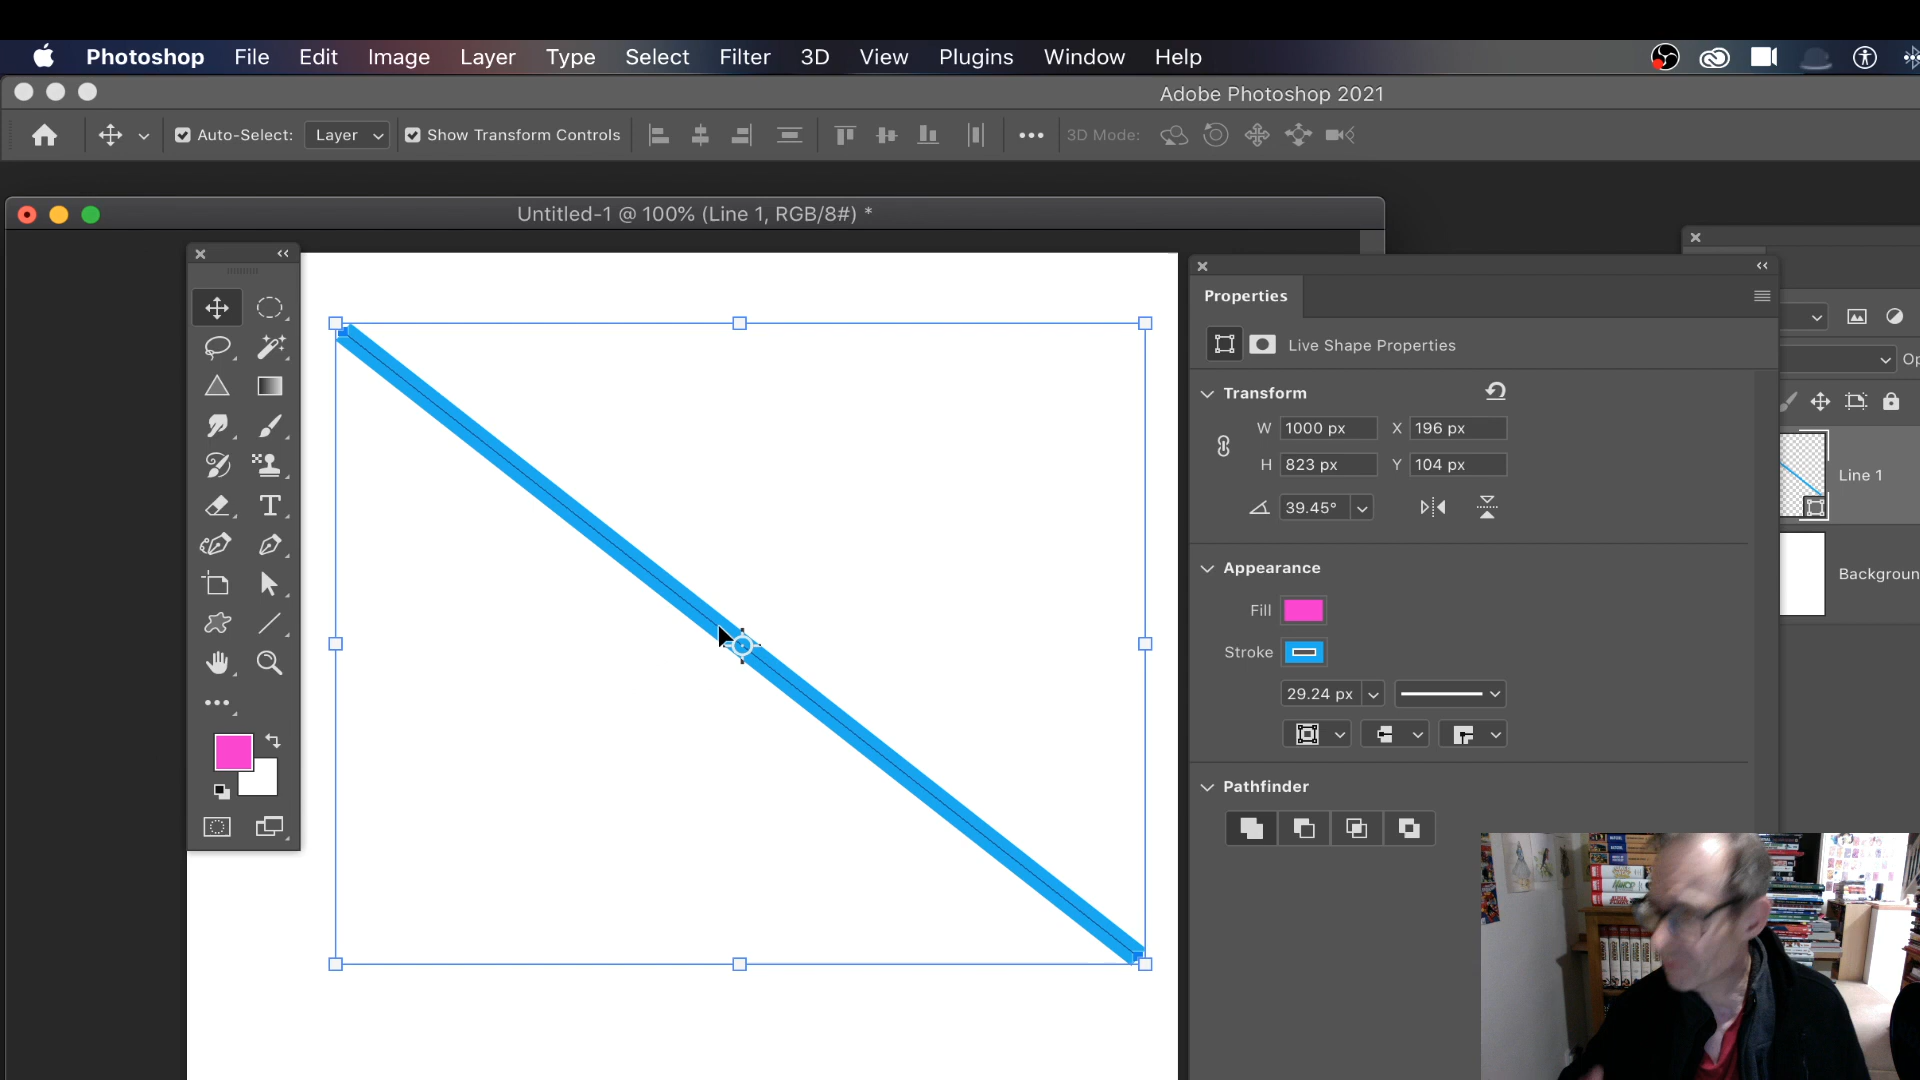 Photoshop File Edit Image Layer Type Select Filter 3D View Plugins Window Help
Adobe Photoshop 2021
Auto-Select: Layer Show Transform Controls 3D Mode:
Untitled-1 @ 100% (Line 1, RGB/8#) *
Properties
Live Shape Properties
Op
Transform
W 1000 px X 196 px
H 823 px Y 104 px
Line 1
39.45°
Appearance
Backgroun
Fill
Stroke
29.24 px
Pathfinder